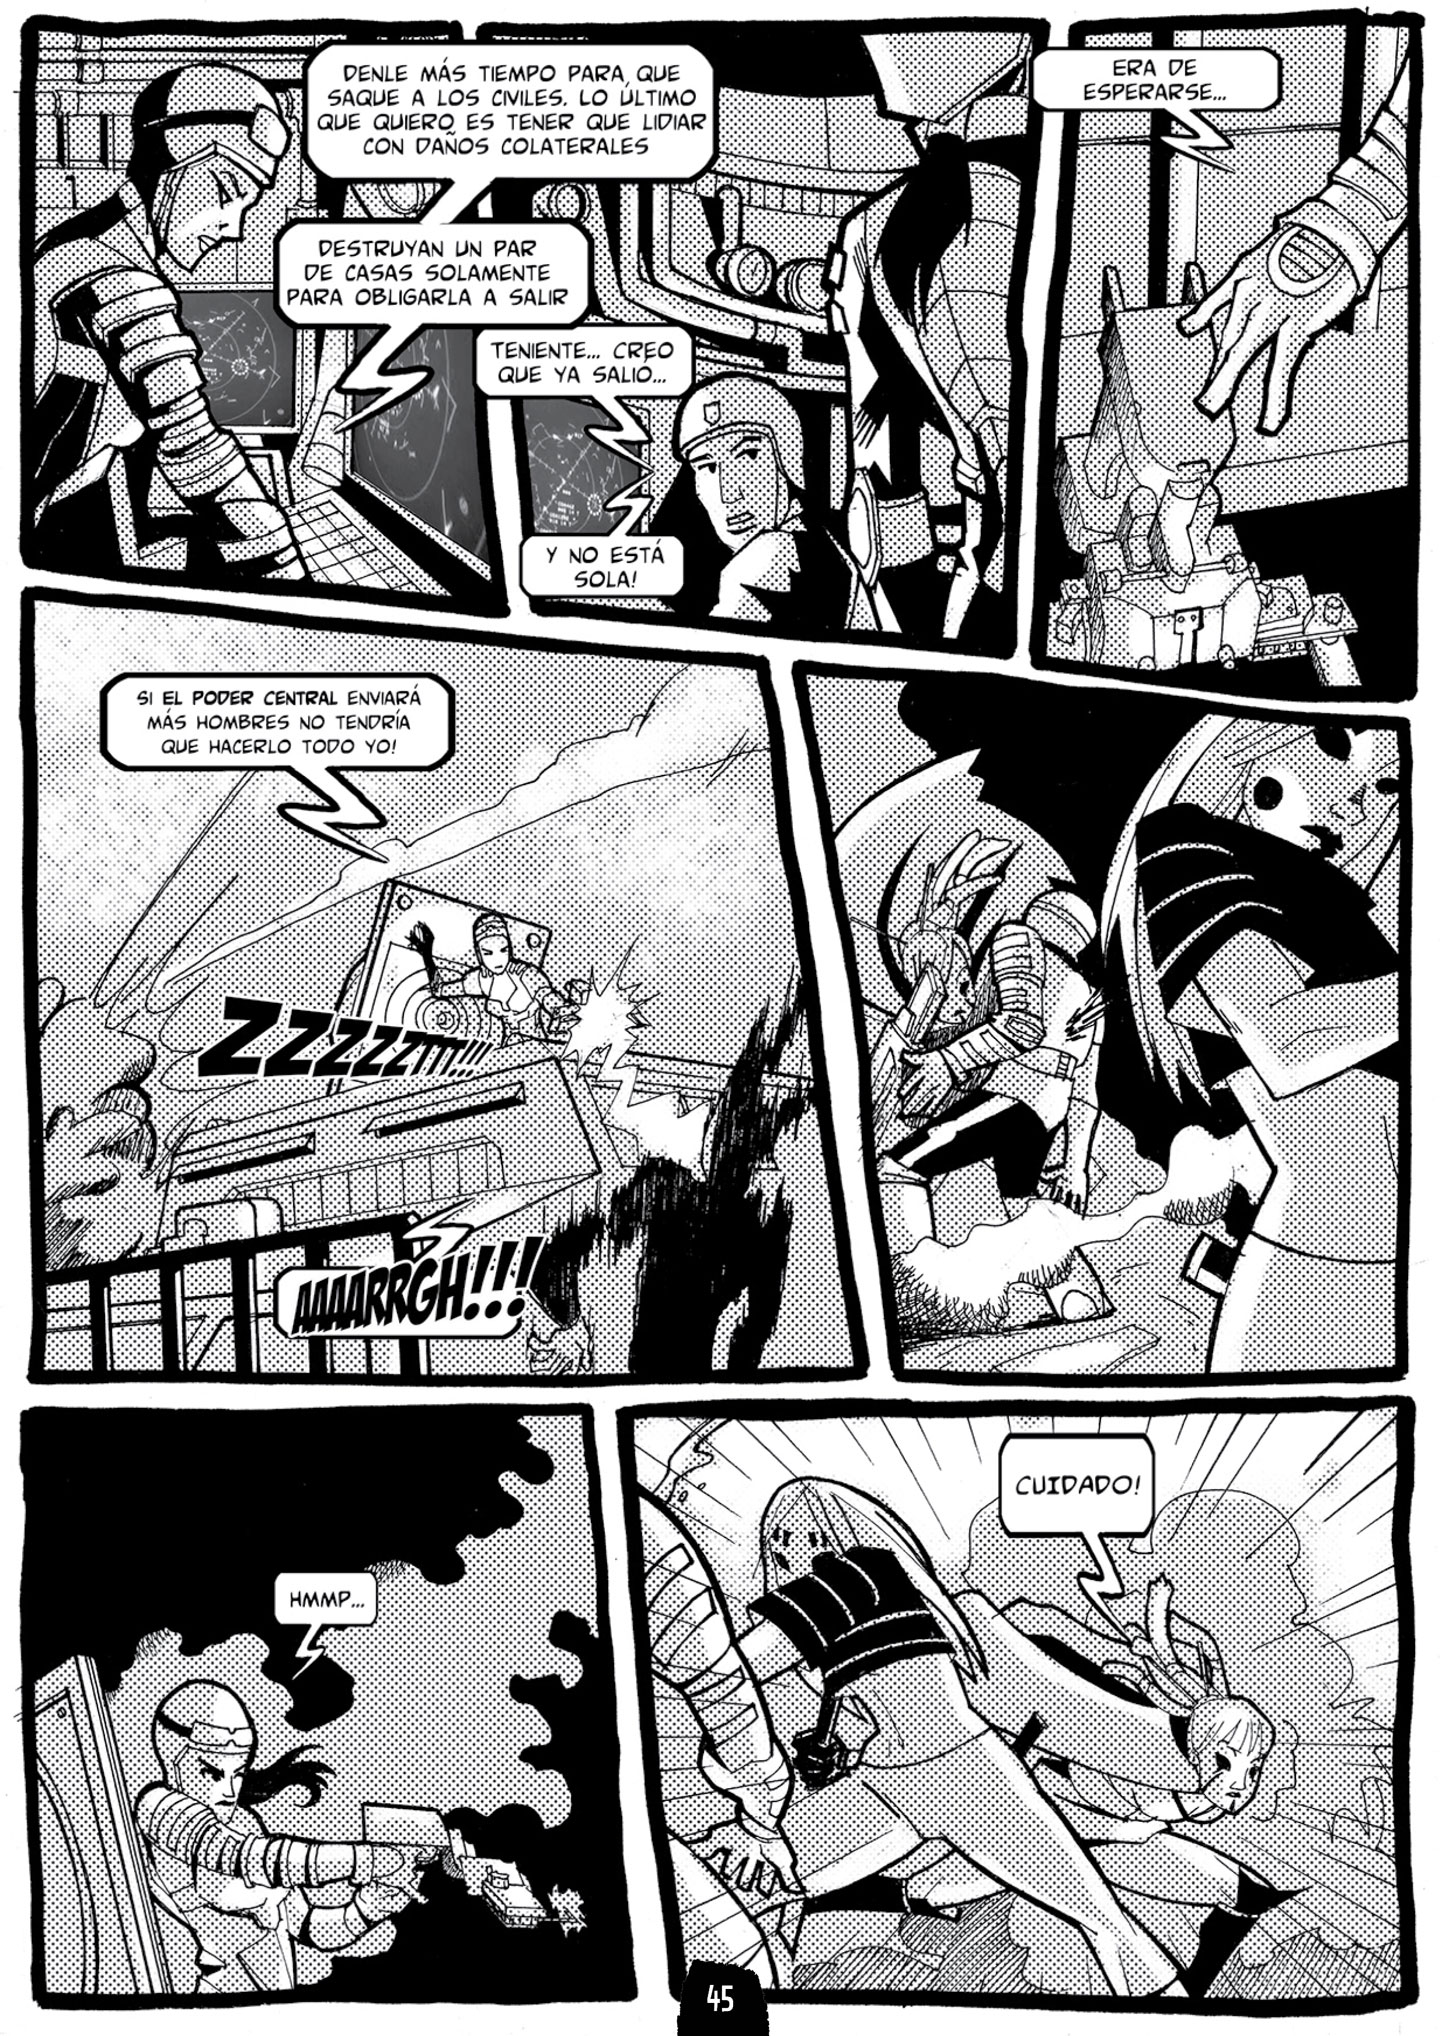 DENLE MÁS TIEMPO PARA QUE
SAQUE A LOS CIVILES. LO ÚLTIMO
QUE QUIERO ES TENER QUE LIDIAR
CON DAÑOS COLATERALES
DESTRUYAN UN PAR
DE CASAS SOLAMENTE
PARA OBLIGARLA A SALIR
TENIENTE... CREO
QUE YA SALIÓ...
Y NO ESTÁ
SOLA!
ERA DE
ESPERARSE...
SI EL PODER CENTRAL ENVIARÁ
MÁS HOMBRES NO TENDRÍA
QUE HACERLO TODO YO!
ZZZZZTTT!!!
AAAARRGH!!!
HMMP...
CUIDADO!
45